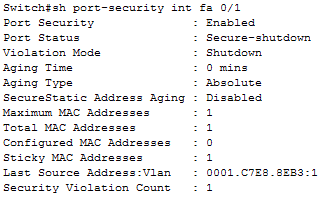 Switch#sh port-security int fa 0/1
Port Security : Enabled
Port Status : Secure-shutdown
Violation Mode : Shutdown
Aging Time : 0 mins
Aging Type : Absolute
SecureStatic Address Aging : Disabled
Maximum MAC Addresses : 1
Total MAC Addresses : 1
Configured MAC Addresses : 0
Sticky MAC Addresses : 1
Last Source Address:Vlan : 0001.C7E8.8EB3:1
Security Violation Count : 1